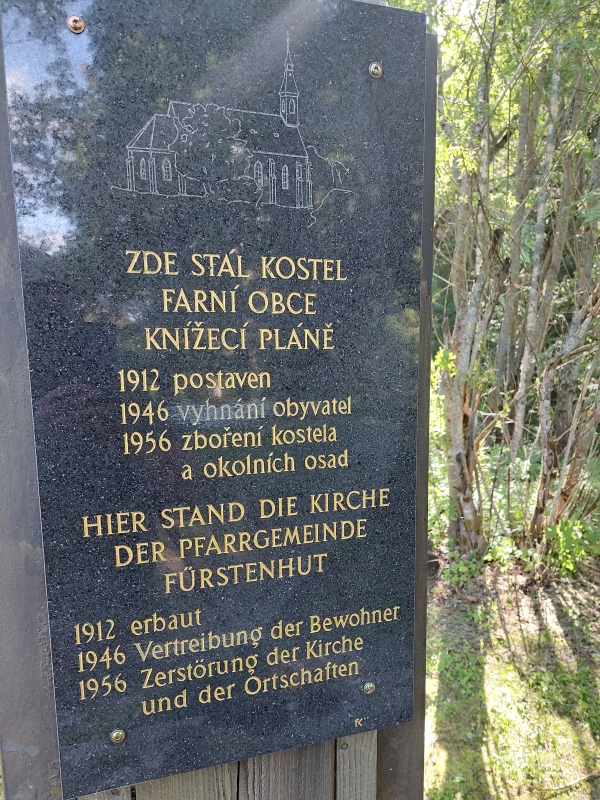 ZDE STÁL KOSTEL
FARNÍ OBCE
KNÍŽECÍ PLÁNĚ
1912 postaven
1946 vyhnání obyvatel
1956 zboření kostela
a okolních osad
HIER STAND DIE KIRCHE
DER PFARRGEMEINDE
FÜRSTENHUT
1912 erbaut
1946 Vertreibung der Bewohner
1956 Zerstörung der Kirche
und der Ortschaften